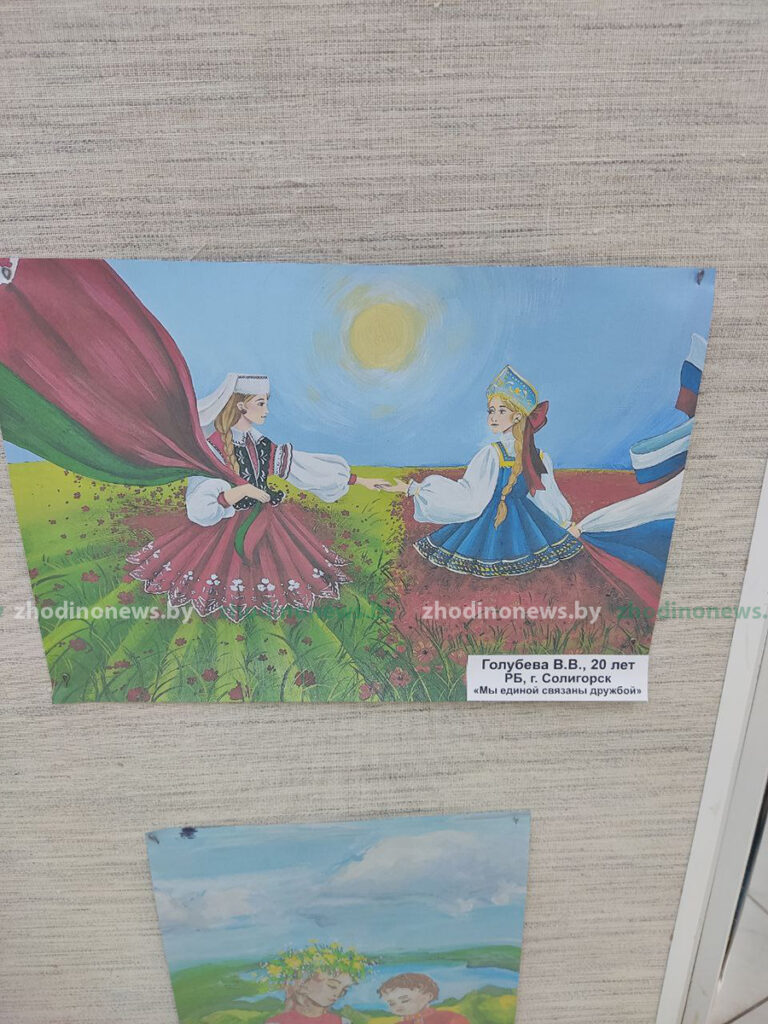 zhodinonews.by
zhodinonews.by
zhodinonews.by
Голубева В.В., 20 лет
РБ, г. Солигорск
«Мы единой связаны дружбой»